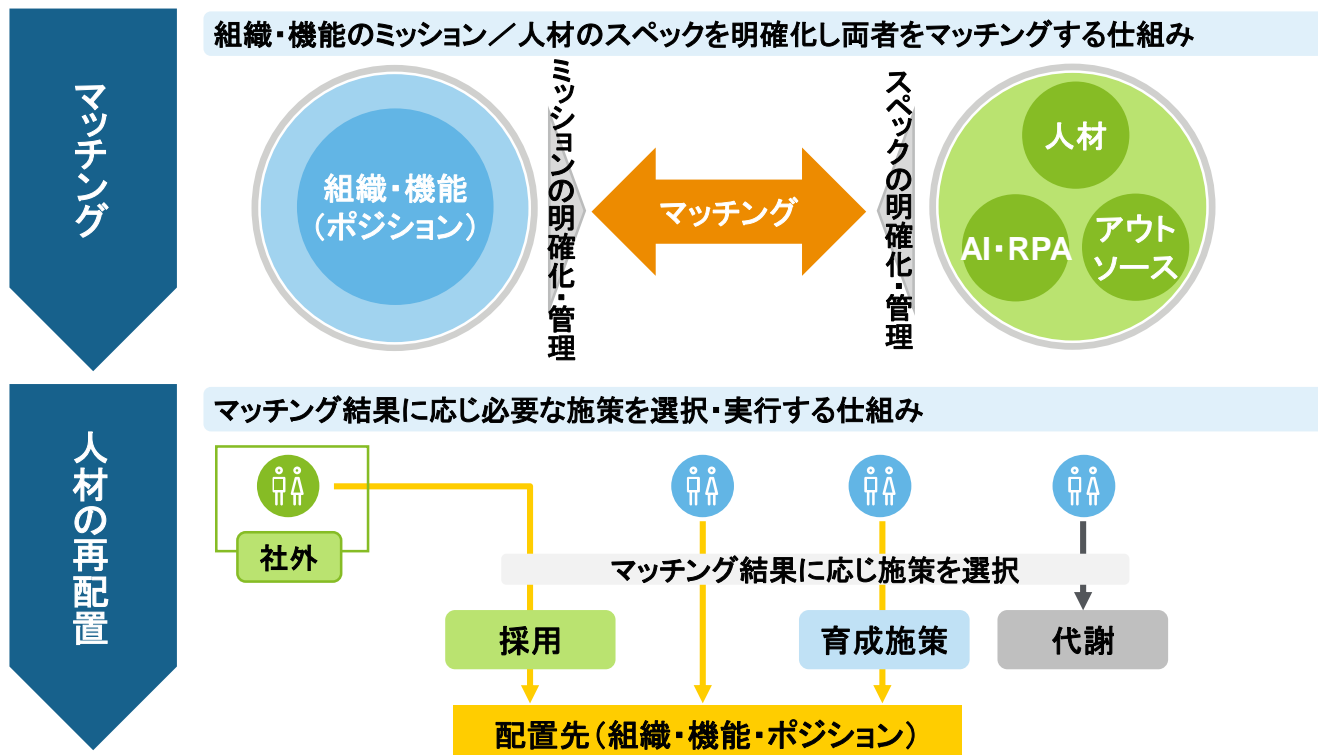 マッチング
組織・機能のミッション／人材のスペックを明確化し両者をマッチングする仕組み
組織・機能
（ポジション）
ミッションの明確化・管理
マッチング
スペックの明確化・管理
人材
AI・RPA
アウト
ソース
人材の再配置
マッチング結果に応じ必要な施策を選択・実行する仕組み
社外
マッチング結果に応じ施策を選択
採用
育成施策
代謝
配置先（組織・機能・ポジション）